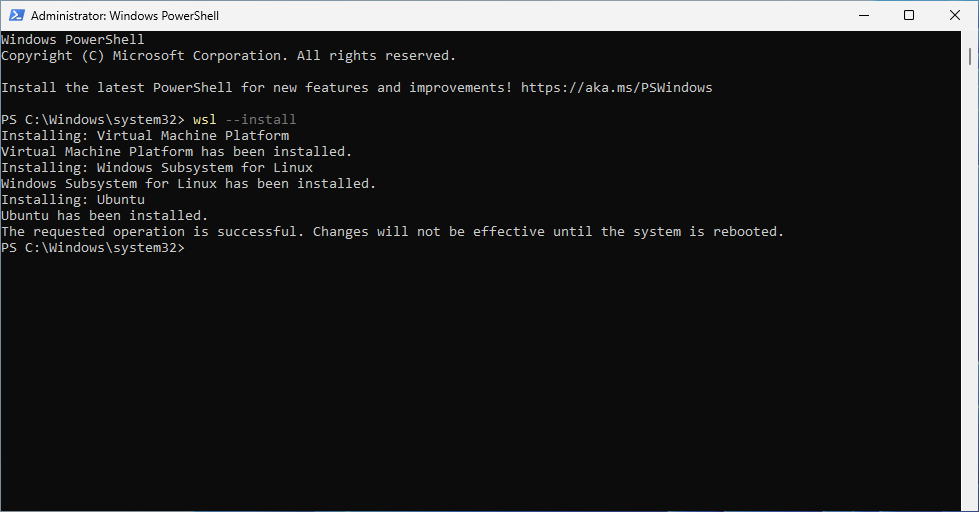 Administrator: Windows PowerShell
Windows PowerShell
Copyright (C) Microsoft Corporation. All rights reserved.
Install the latest PowerShell for new features and improvements! https://aka.ms/PSWindows
PS C:\Windows\system32> wsl --install
Installing: Virtual Machine Platform
Virtual Machine Platform has been installed.
Installing: Windows Subsystem for Linux
Windows Subsystem for Linux has been installed.
Installing: Ubuntu
Ubuntu has been installed.
The requested operation is successful. Changes will not be effective until the system is rebooted.
PS C:\Windows\system32>